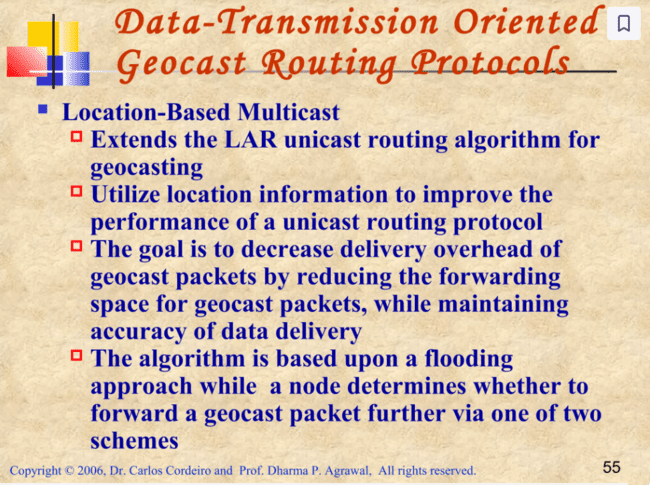 Data-Transmission Oriented
Geocast Routing Protocols
Location-Based Multicast
Extends the LAR unicast routing algorithm for
geocasting
Utilize location information to improve the
performance of a unicast routing protocol
The goal is to decrease delivery overhead of
geocast packets by reducing the forwarding
space for geocast packets, while maintaining
accuracy of data delivery
The algorithm is based upon a flooding
approach while a node determines whether to
forward a geocast packet further via one of two
schemes
Copyright © 2006, Dr. Carlos Cordeiro and Prof. Dharma P. Agrawal, All rights reserved.
55